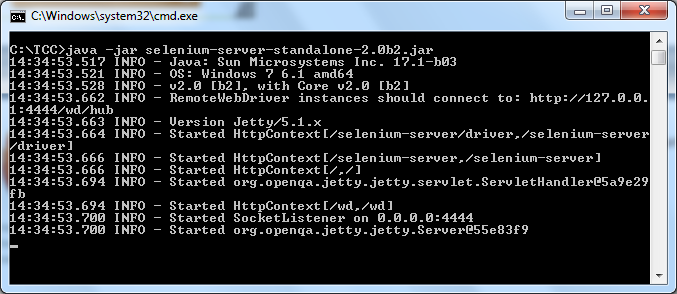 C:\Windows\system32\cmd.exe
C:\TCC>java -jar selenium-server-standalone-2.0b2.jar
14:34:53.517 INFO - Java: Sun Microsystems Inc. 17.1-b03
14:34:53.521 INFO - OS: Windows 7 6.1 amd64
14:34:53.528 INFO - v2.0 [b2], with Core v2.0 [b2]
14:34:53.662 INFO - RemoteWebDriver instances should connect to: http://127.0.0.
1:4444/wd/hub
14:34:53.663 INFO - Version Jetty/5.1.x
14:34:53.664 INFO - Started HttpContext[/selenium-server/driver,/selenium-server
/driver]
14:34:53.666 INFO - Started HttpContext[/selenium-server,/selenium-server]
14:34:53.666 INFO - Started HttpContext[/,/]
14:34:53.694 INFO - Started org.openqa.jetty.jetty.servlet.ServletHandler@5a9e29
fb
14:34:53.694 INFO - Started HttpContext[/wd,/wd]
14:34:53.700 INFO - Started SocketListener on 0.0.0.0:4444
14:34:53.700 INFO - Started org.openqa.jetty.jetty.Server@55e83f9